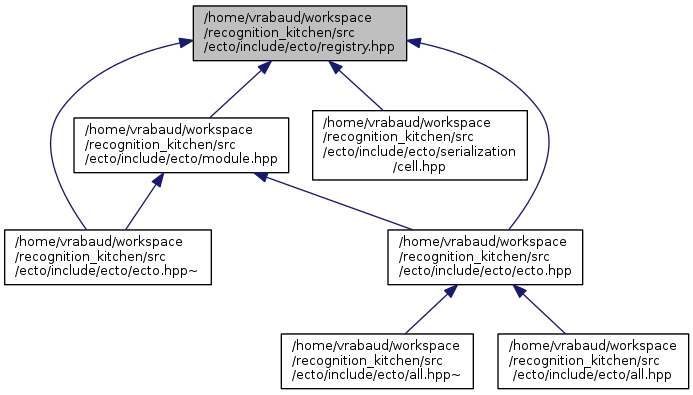 /home/vrabaud/workspace
/recognition_kitchen/src
/ecto/include/ecto/registry.hpp
/home/vrabaud/workspace
/recognition_kitchen/src
/ecto/include/ecto/module.hpp
/home/vrabaud/workspace
/recognition_kitchen/src
/ecto/include/ecto/serialization
/cell.hpp
/home/vrabaud/workspace
/recognition_kitchen/src
/ecto/include/ecto/ecto.hpp~
/home/vrabaud/workspace
/recognition_kitchen/src
/ecto/include/ecto/ecto.hpp
/home/vrabaud/workspace
/recognition_kitchen/src
/ecto/include/ecto/all.hpp~
/home/vrabaud/workspace
/recognition_kitchen/src
/ecto/include/ecto/all.hpp